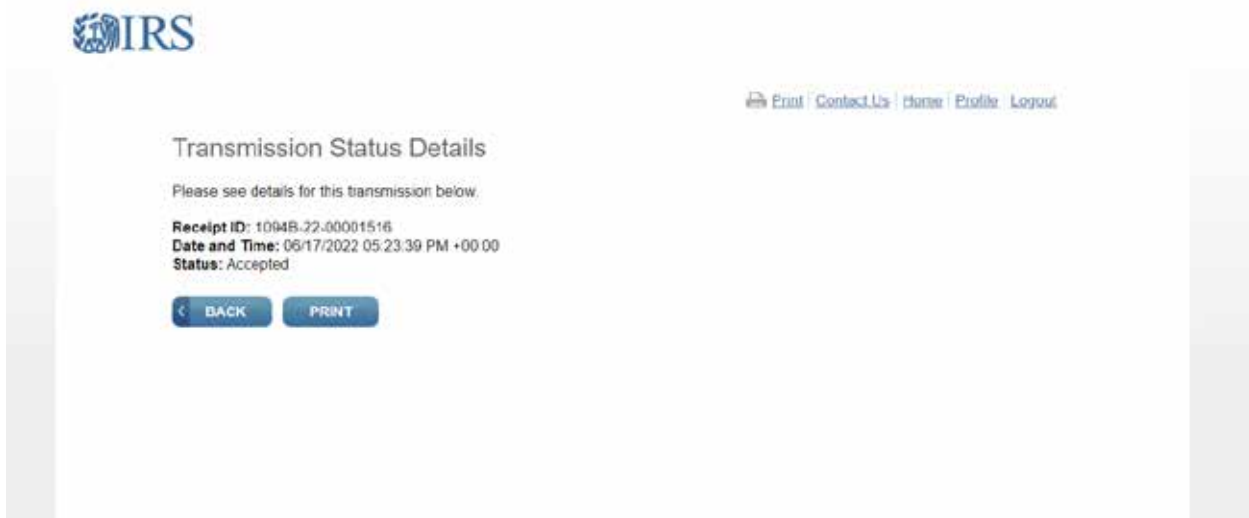 IRS
Print Contact Us Home Profile Logout
Transmission Status Details
Please see details for this transmission below.
Receipt ID: 1094B-22-00001516
Date and Time: 06/17/2022 05:23:39 PM +00:00
Status: Accepted
BACK PRINT